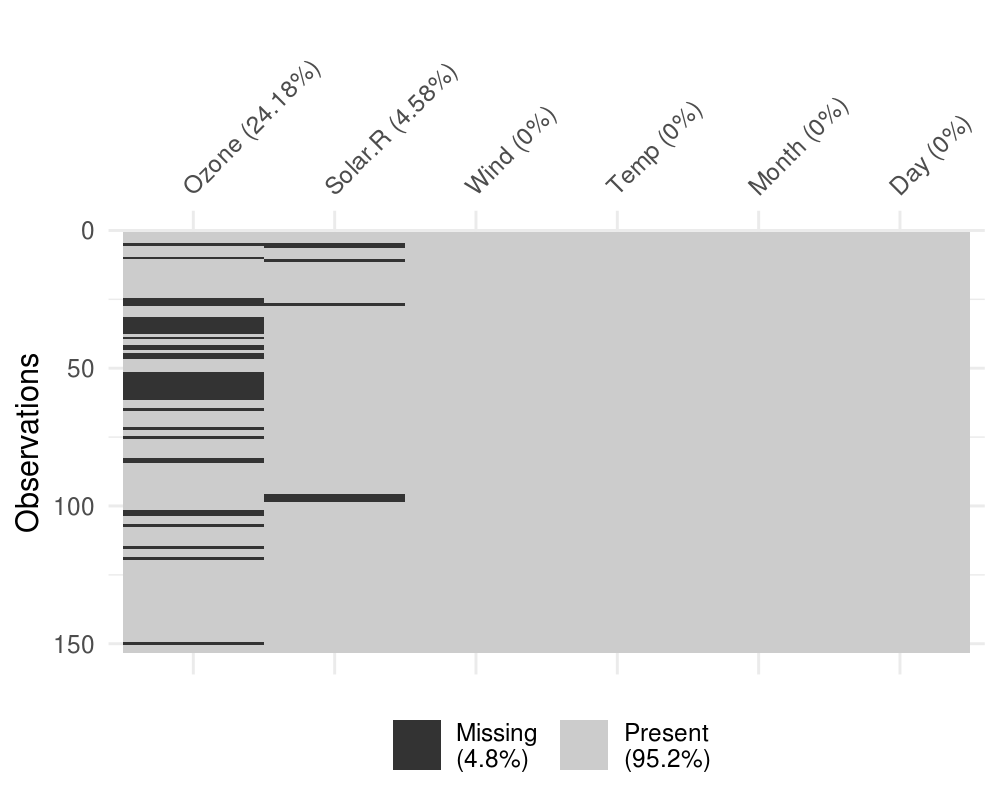 Ozone (24.18%)
Solar.R (4.58%)
Wind (0%)
Temp (0%)
Month (0%)
Day (0%)
0
50
100
150
Observations
Missing
(4.8%)
Present
(95.2%)